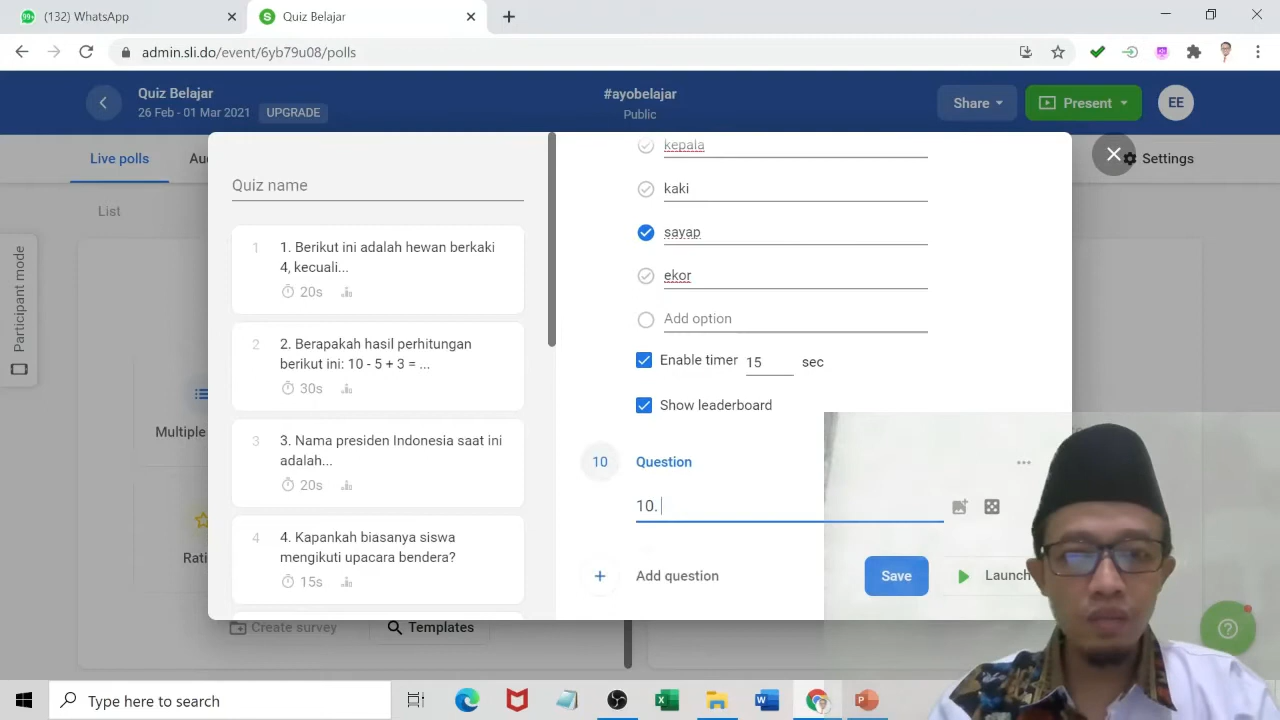 99+
(132) WhatsApp
S
Quiz Belajar
admin.sli.do/event/6yb79u08/polls
Quiz Belajar
26 Feb - 01 Mar 2021
UPGRADE
#ayobelajar
Public
Share
Present
EE
Live polls
Au
Settings
List
Participant mode
Multiple
Rati
Quiz name
1
1. Berikut ini adalah hewan berkaki
4, kecuali...
20s
2
2. Berapakah hasil perhitungan
berikut ini: 10 - 5 + 3 = ...
30s
3
3. Nama presiden Indonesia saat ini
adalah...
20s
4
4. Kapankah biasanya siswa
mengikuti upacara bendera?
15s
kepala
kaki
sayap
ekor
Add option
Enable timer 15 sec
Show leaderboard
10
Question
10.
Add question
Save
Launch
Create survey
Templates
Type here to search